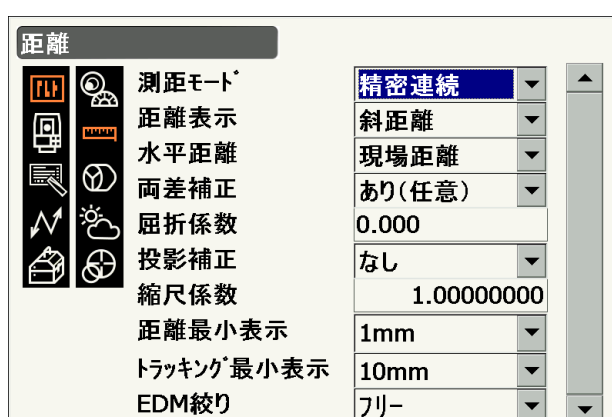 距離
測距ﾓｰﾄﾞ 精密連続
距離表示 斜距離
水平距離 現場距離
両差補正 あり(任意)
屈折係数 0.000
投影補正 なし
縮尺係数 1.00000000
距離最小表示 1mm
ﾄﾗｯｷﾝｸﾞ最小表示 10mm
EDM絞り ﾌﾘｰ